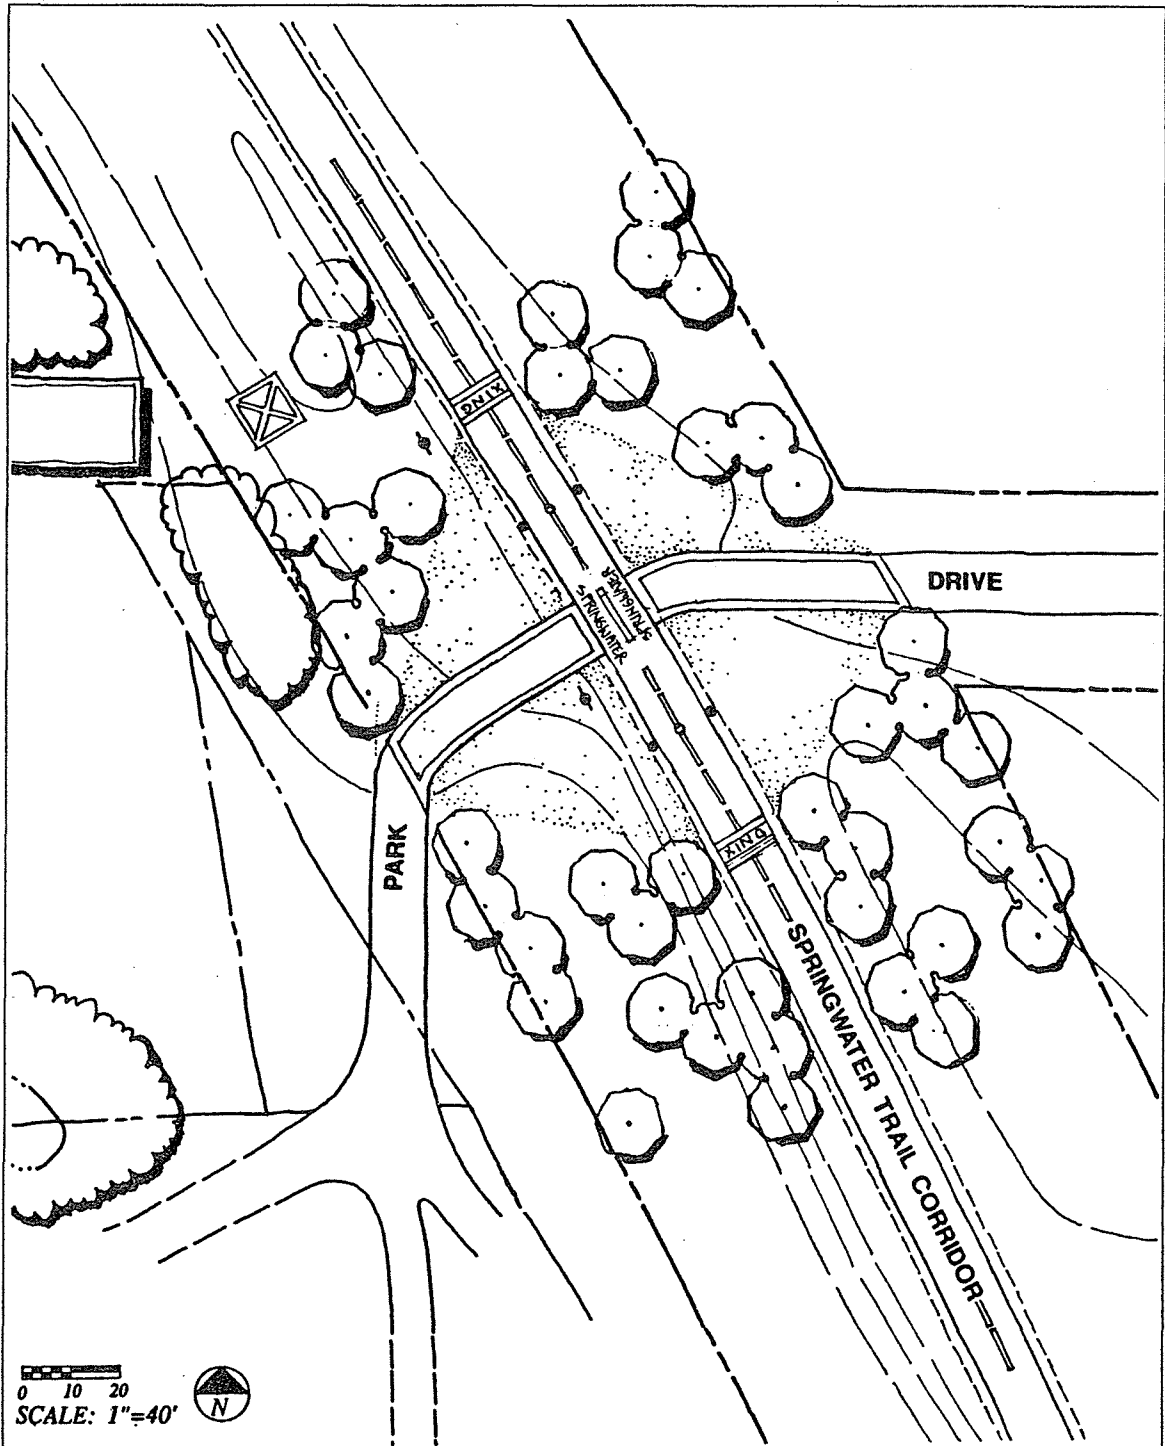 XING
DRIVE
SPRINGWATER
SPRINGWATER
PARK
XING
SPRINGWATER TRAIL CORRIDOR
0 10 20
SCALE: 1"=40'
N